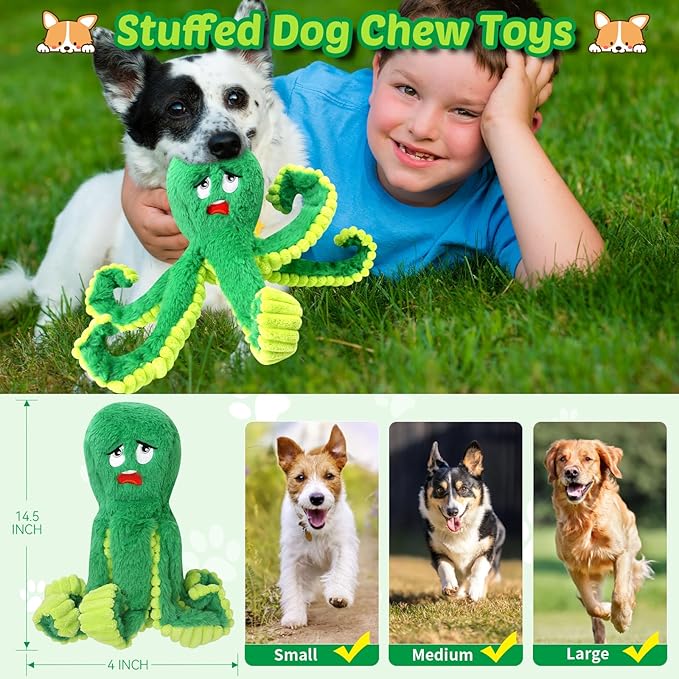 Stuffed Dog Chew Toys
14.5
INCH
4 INCH
Small
Medium
Large